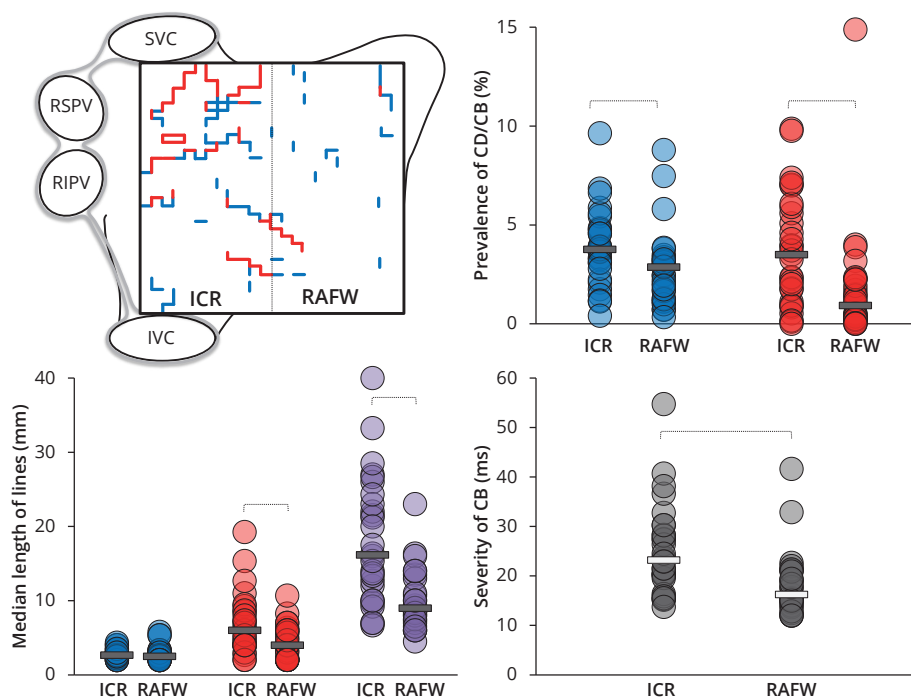 SVC
RSPV
RIPV
IVC
ICR
RAFW
Prevalence of CD/CB (%)
15
10
5
0
ICR RAFW ICR RAFW
Median length of lines (mm)
40
30
20
10
0
ICR RAFW ICR RAFW ICR RAFW
Severity of CB (ms)
60
50
40
30
20
10
0
ICR RAFW